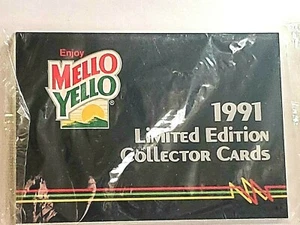 Enjoy
MELLO
YELLO
®
1991
LIMITED EDITION
COLLECTOR CARDS